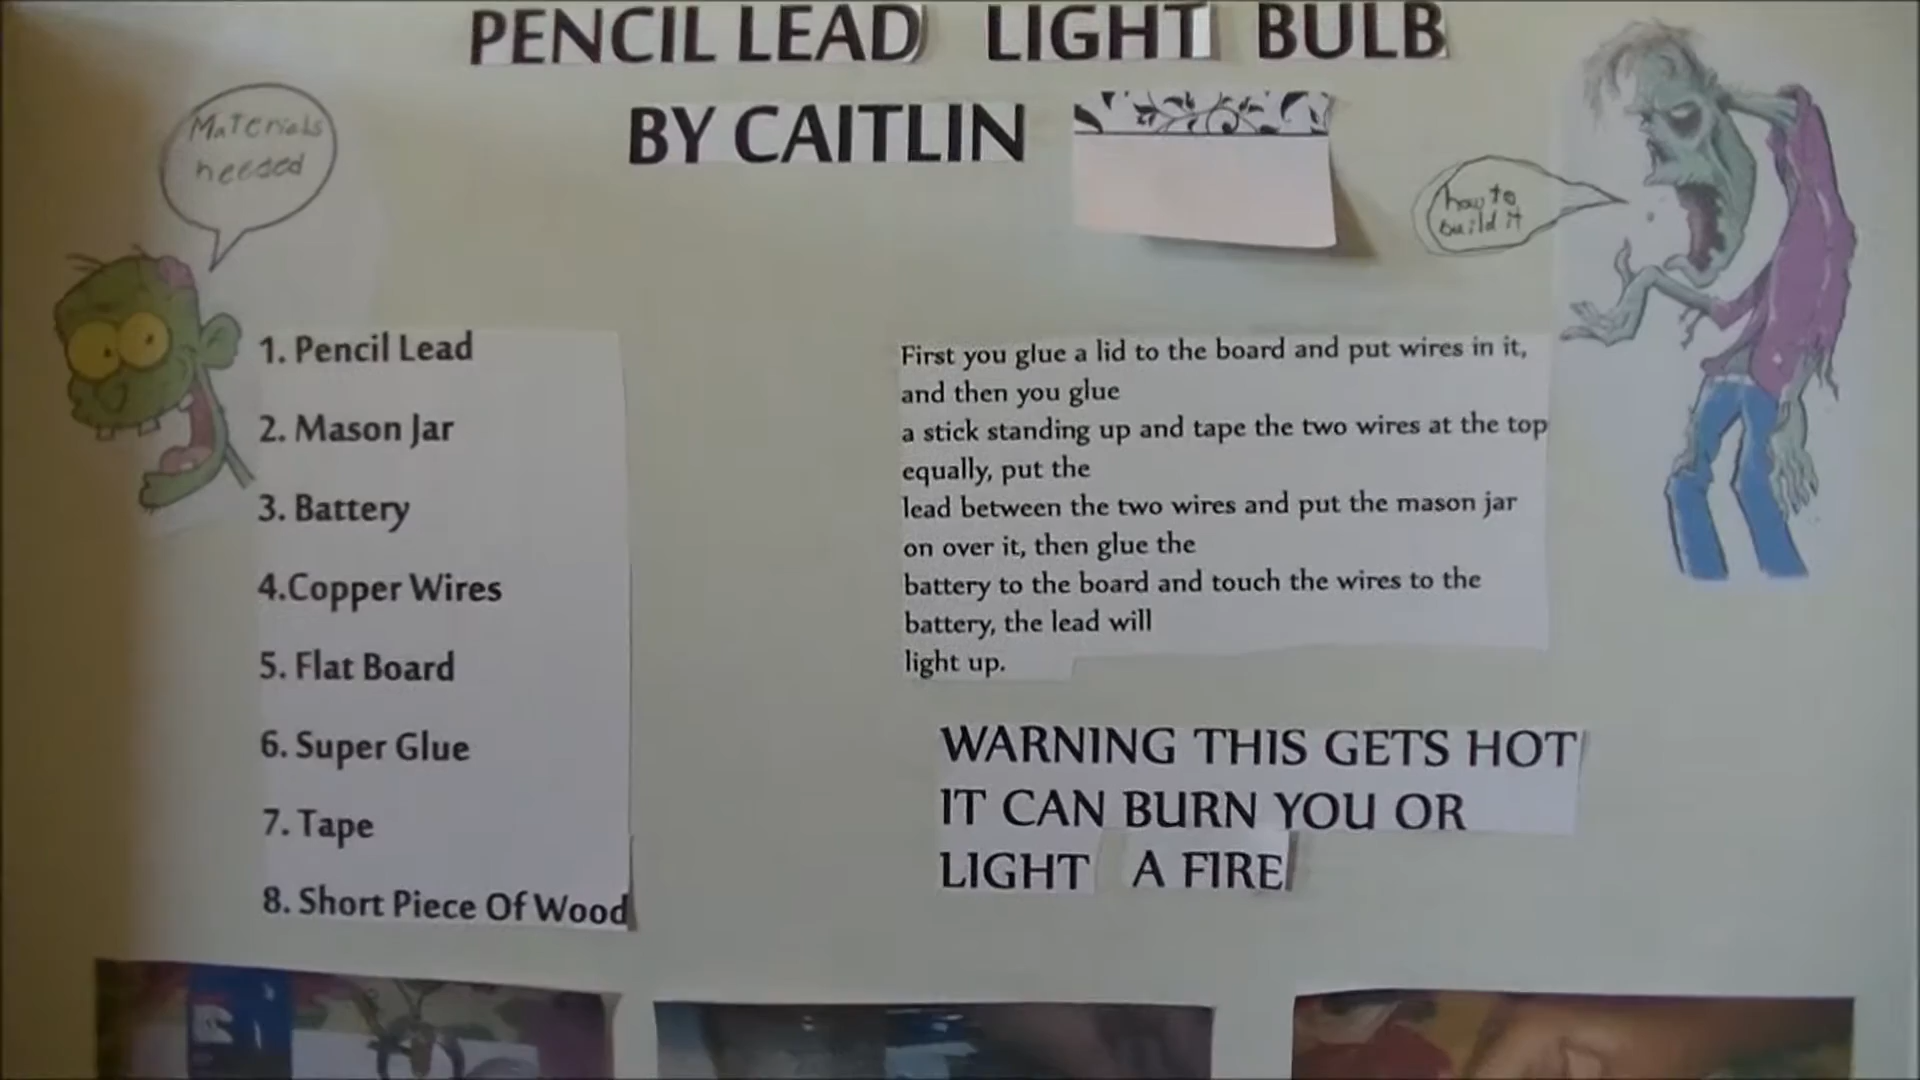 PENCIL LEAD LIGHT BULB
BY CAITLIN
Materials
needed
how to
build it
1. Pencil Lead
2. Mason Jar
3. Battery
4.Copper Wires
5. Flat Board
6. Super Glue
7. Tape
8. Short Piece Of Wood
First you glue a lid to the board and put wires in it,
and then you glue
a stick standing up and tape the two wires at the top
equally, put the
lead between the two wires and put the mason jar
on over it, then glue the
battery to the board and touch the wires to the
battery, the lead will
light up.
WARNING THIS GETS HOT
IT CAN BURN YOU OR
LIGHT A FIRE